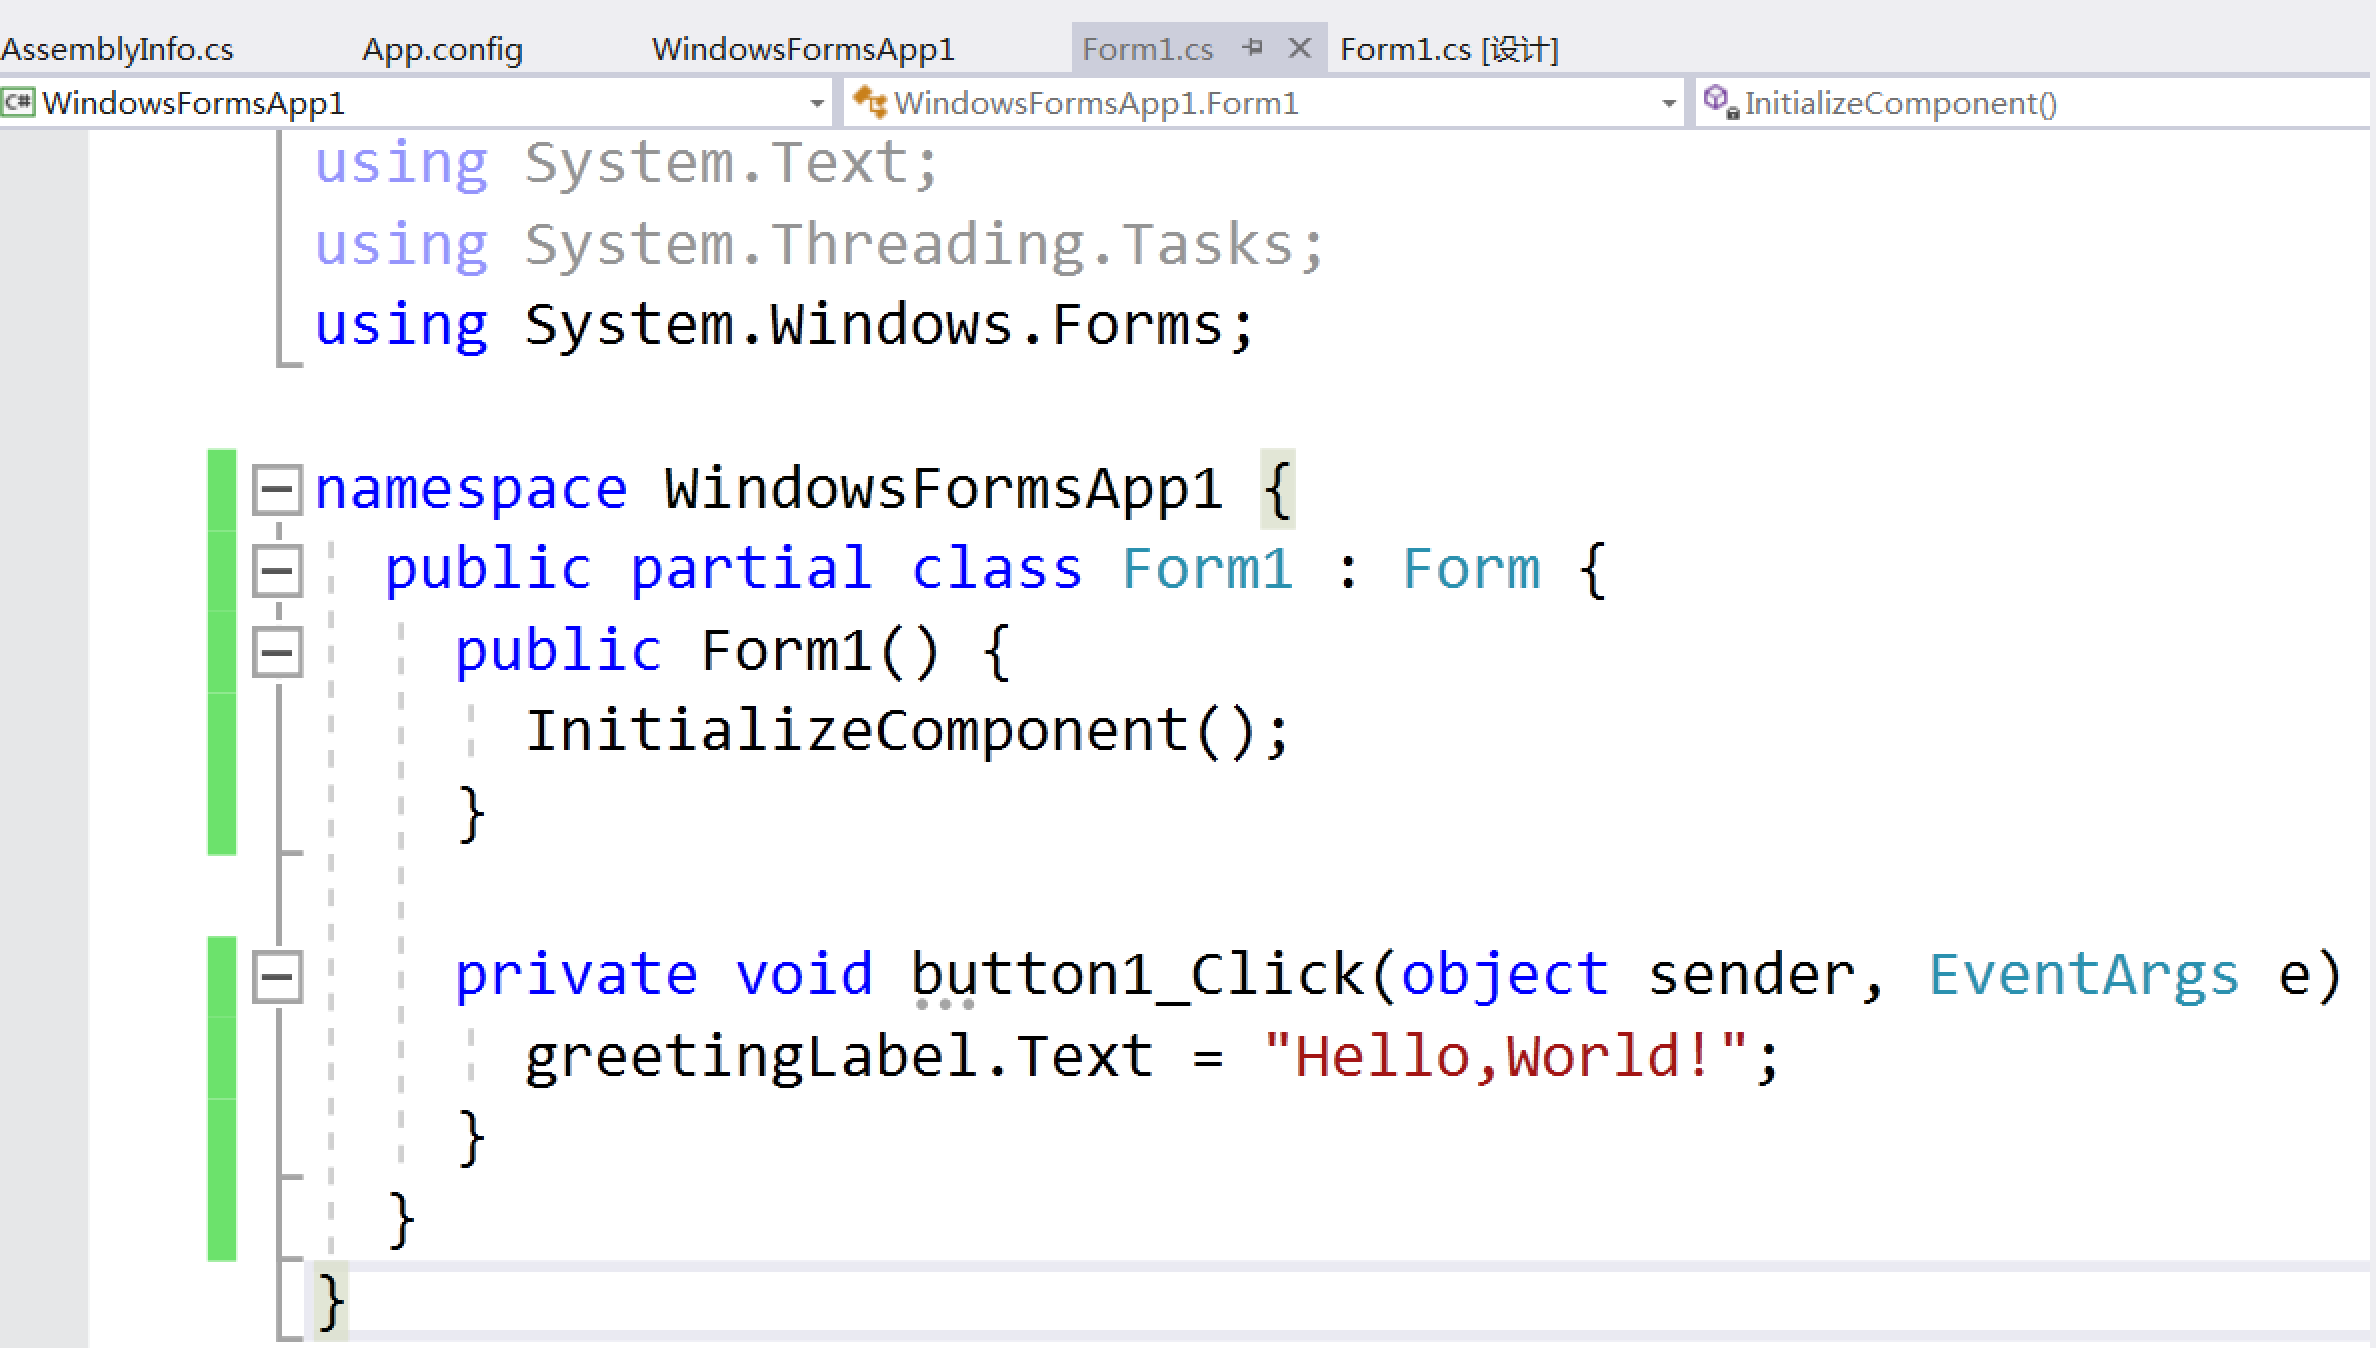 AssemblyInfo.cs App.config WindowsFormsApp1 Form1.cs Form1.cs [设计]
C# WindowsFormsApp1 WindowsFormsApp1.Form1 InitializeComponent()
using System.Text;
using System.Threading.Tasks;
using System.Windows.Forms;
namespace WindowsFormsApp1 {
public partial class Form1 : Form {
public Form1() {
InitializeComponent();
}
private void button1_Click(object sender, EventArgs e)
greetingLabel.Text = "Hello,World!";
}
}
}